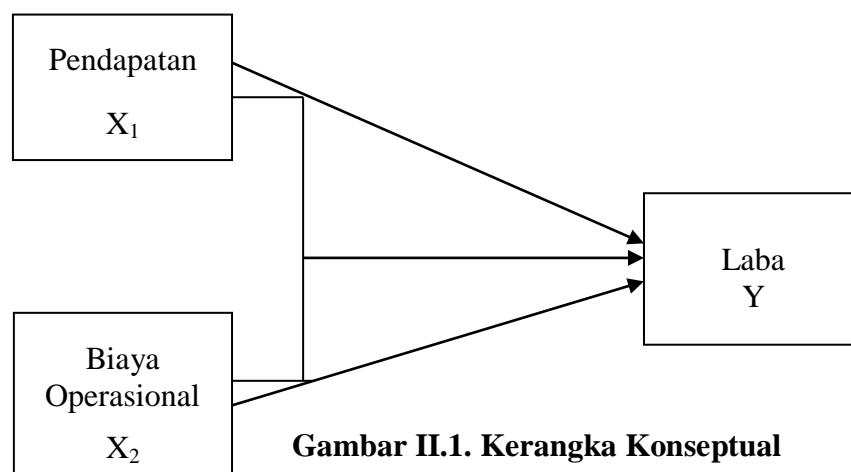 Pendapatan
X₁
Laba
Y
Biaya
Operasional
X₂
Gambar II.1. Kerangka Konseptual